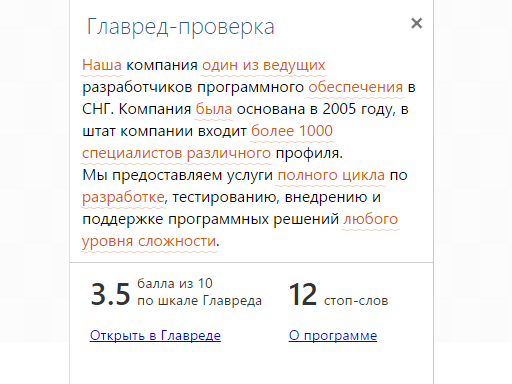 Главред-проверка
×
Наша компания один из ведущих
разработчиков программного обеспечения в
СНГ. Компания была основана в 2005 году, в
штат компании входит более 1000
специалистов различного профиля.
Мы предоставляем услуги полного цикла по
разработке, тестированию, внедрению и
поддержке программных решений любого
уровня сложности.
3.5 балла из 10
по шкале Главреда
12 стоп-слов
Открыть в Главреде
О программе